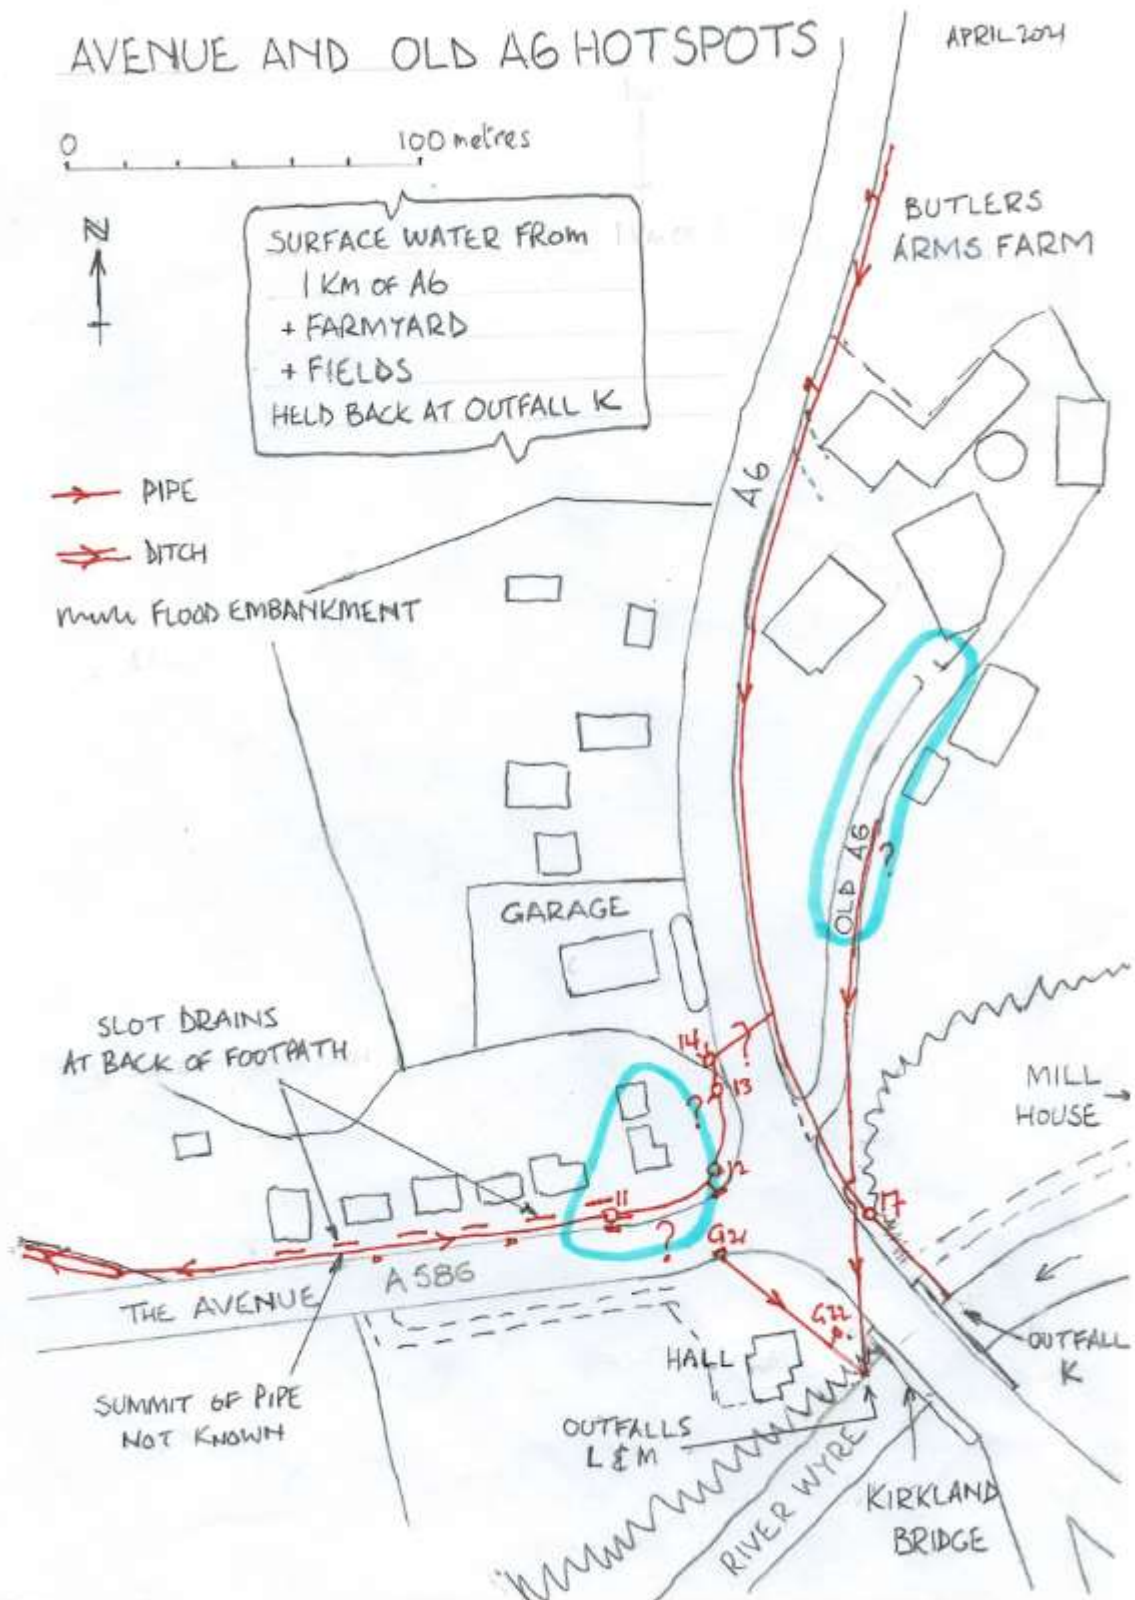 AVENUE AND OLD A6 HOTSPOTS
APRIL 2021
0 100 metres
N
SURFACE WATER FROM
1 KM OF A6
+ FARMYARD
+ FIELDS
HELD BACK AT OUTFALL K
BUTLERS
ARMS FARM
PIPE
DITCH
FLOOD EMBANKMENT
A6
OLD A6
?
GARAGE
SLOT DRAINS
AT BACK OF FOOTPATH
14
?
13
?
12
11
?
17
MILL
HOUSE
G21
G22
THE AVENUE
A586
HALL
OUTFALL
K
SUMMIT OF PIPE
NOT KNOWN
OUTFALLS
L & M
RIVER WYRE
KIRKLAND
BRIDGE